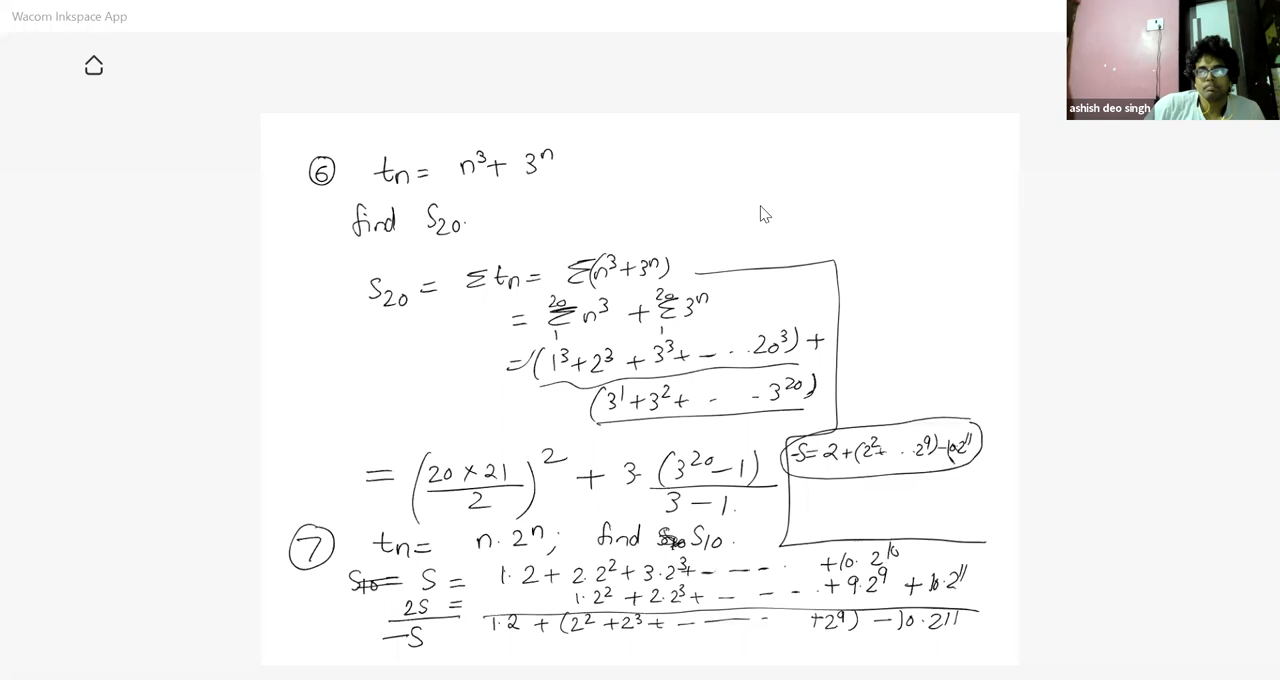 Wacom Inkspace App
ashish deo singh
⑥ tn = n³ + 3ⁿ
find S₂₀.
S₂₀ = Σtn = Σ(n³+3ⁿ)
= Σ₁²⁰ n³ + Σ₁²⁰ 3ⁿ
= (1³+2³+3³+ - . . 20³) +
(3¹+3²+ - - 3²⁰)
= (20×21/2)² + 3 · (3²⁰-1)/(3-1).
-S = 2+(2²+ . . 2⁹)-10.2¹¹
⑦ tn = n.2ⁿ; find S₁₀.
S = 1.2 + 2.2² + 3.2³+ - - - - . +10.2¹⁰
2S = 1.2² + 2.2³+ - - - . +9.2⁹ + 10.2¹¹
-S 1.2 + (2²+2³+ - - - +2⁹) - 10.2¹¹